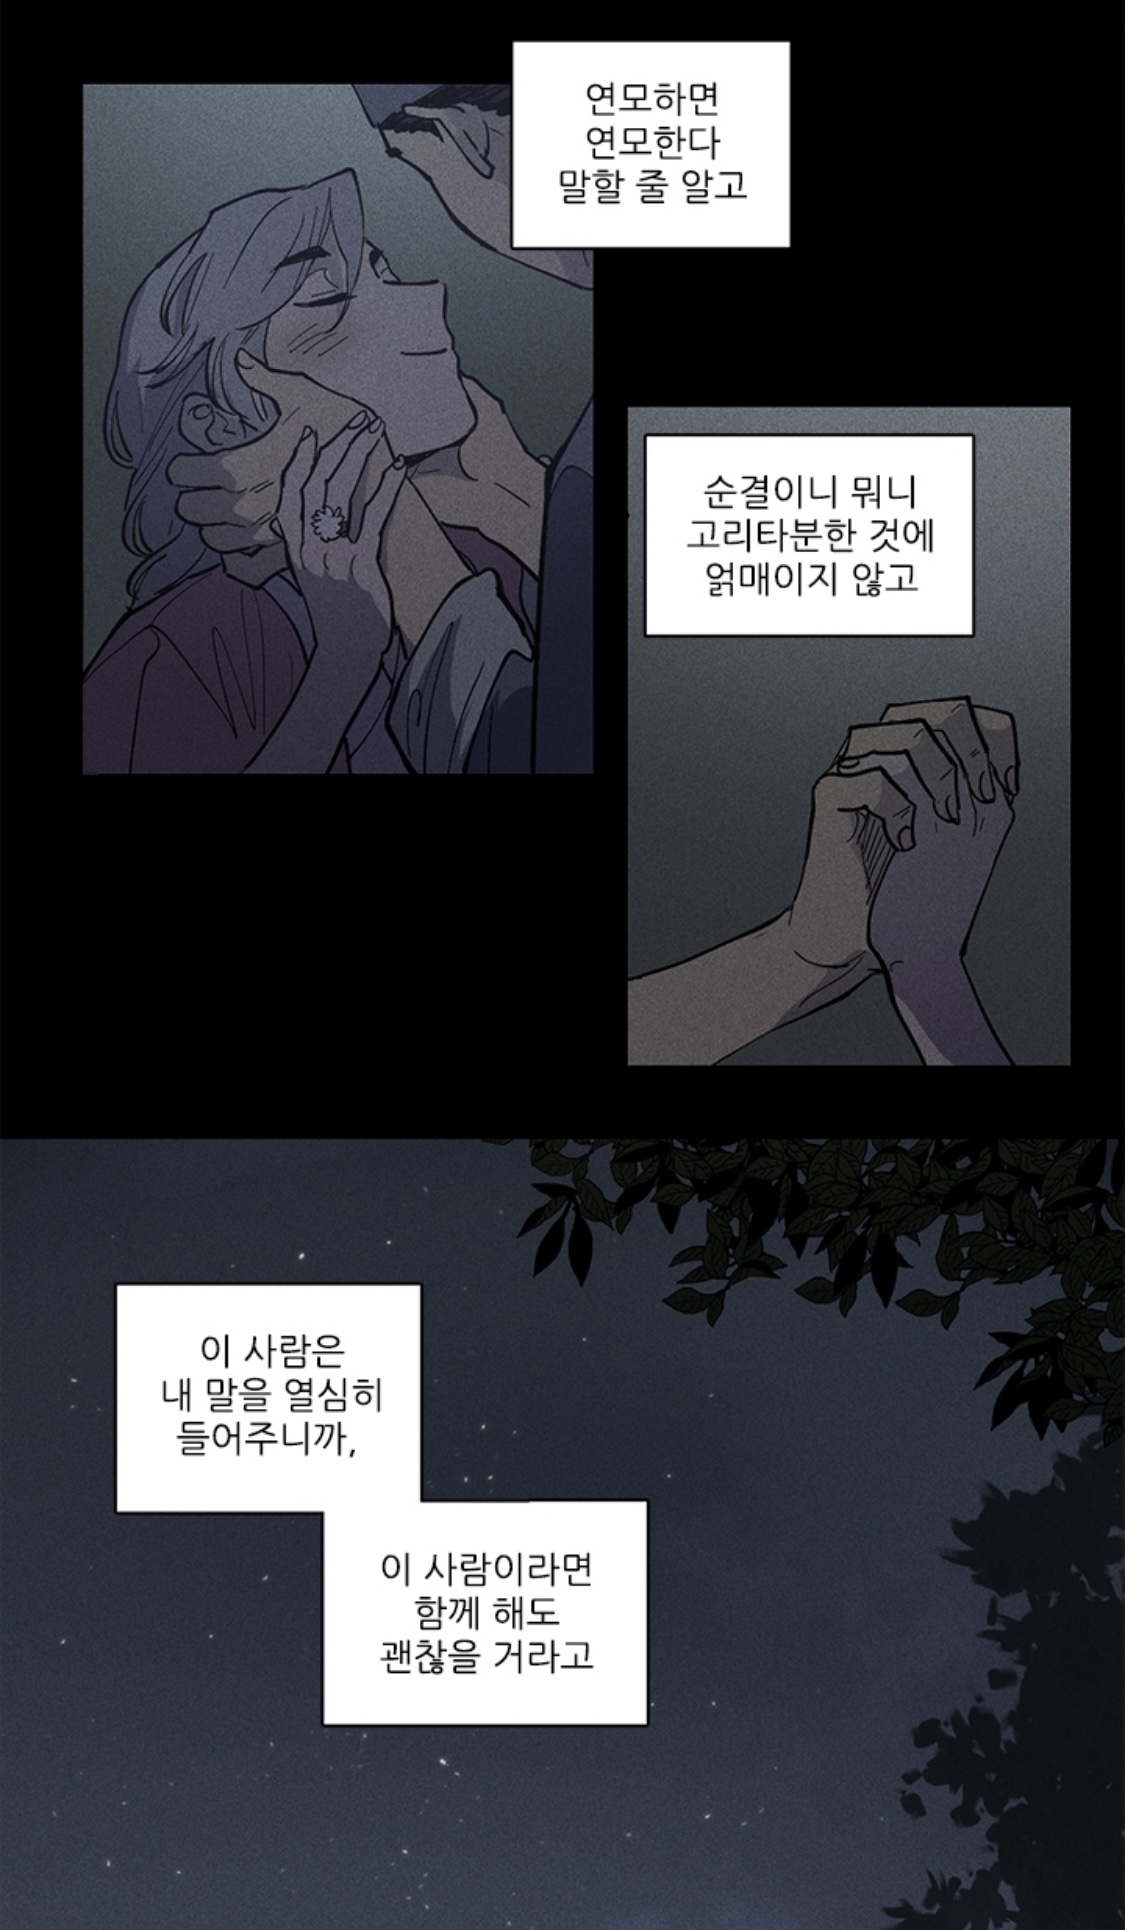 연모하면
연모한다
말할 줄 알고
순결이니 뭐니
고리타분한 것에
얽매이지 않고
이 사람은
내 말을 열심히
들어주니까,
이 사람이라면
함께 해도
괜찮을 거라고